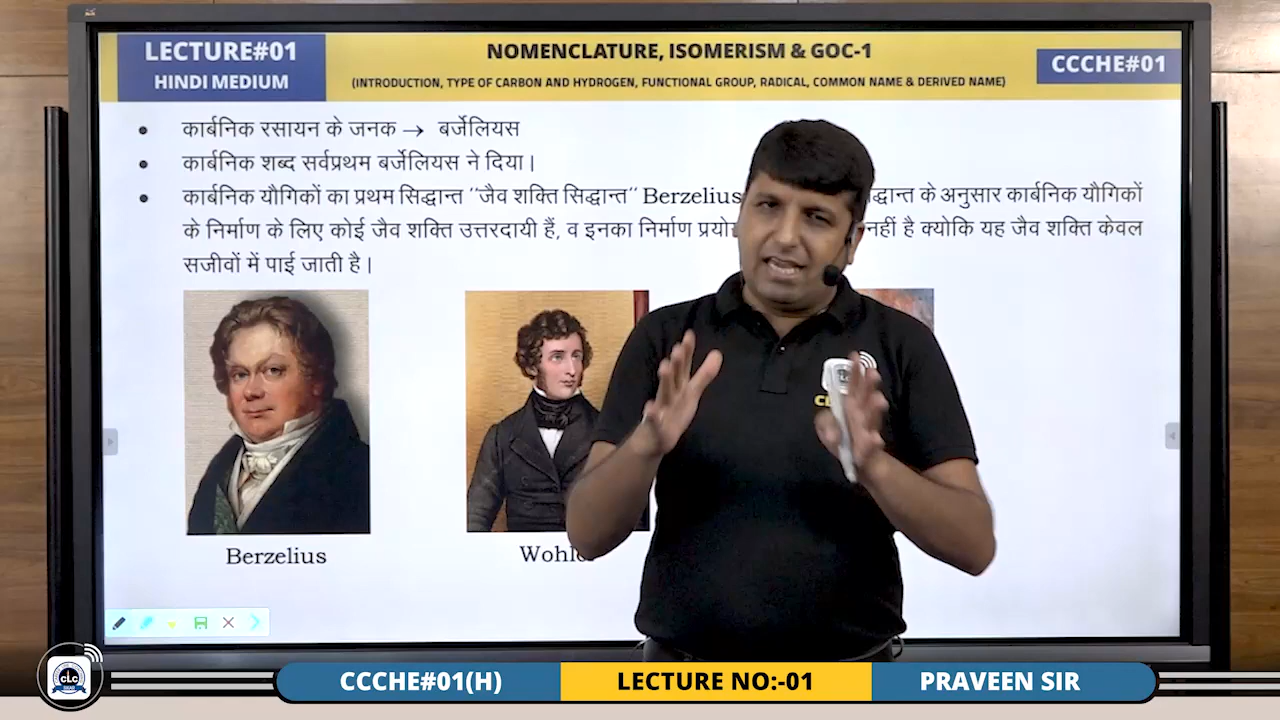 LECTURE#01
HINDI MEDIUM
NOMENCLATURE, ISOMERISM & GOC-1
(INTRODUCTION, TYPE OF CARBON AND HYDROGEN, FUNCTIONAL GROUP, RADICAL, COMMON NAME & DERIVED NAME)
CCCHE#01
• कार्बनिक रसायन के जनक → बर्जेलियस
• कार्बनिक शब्द सर्वप्रथम बर्जेलियस ने दिया।
• कार्बनिक यौगिकों का प्रथम सिद्धान्त ''जैव शक्ति सिद्धान्त'' Berzelius के अनुसार कार्बनिक यौगिकों
के निर्माण के लिए कोई जैव शक्ति उत्तरदायी हैं, व इनका निर्माण नहीं है क्योकि यह जैव शक्ति केवल
सजीवों में पाई जाती है।
Berzelius
CLC
CCCHE#01(H)
LECTURE NO:-01
PRAVEEN SIR